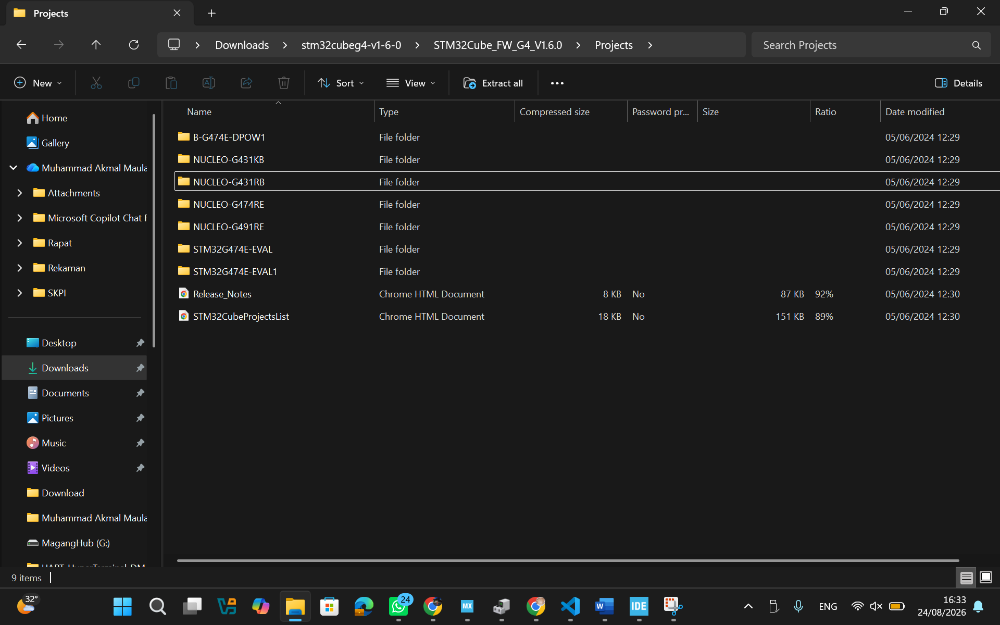 Projects
Downloads
stm32cubeg4-v1-6-0
STM32Cube_FW_G4_V1.6.0
Projects
Search Projects
New
Sort
View
Extract all
Details
Home
Gallery
Muhammad Akmal Maula
Attachments
Microsoft Copilot Chat F
Rapat
Rekaman
SKPI
Desktop
Downloads
Documents
Pictures
Music
Videos
Download
Muhammad Akmal Maula
MagangHub (G:)
UART_HyperTerminal_DM
Name Type Compressed size Password pr... Size Ratio Date modified
B-G474E-DPOW1 File folder 05/06/2024 12:29
NUCLEO-G431KB File folder 05/06/2024 12:29
NUCLEO-G431RB File folder 05/06/2024 12:29
NUCLEO-G474RE File folder 05/06/2024 12:29
NUCLEO-G491RE File folder 05/06/2024 12:29
STM32G474E-EVAL File folder 05/06/2024 12:29
STM32G474E-EVAL1 File folder 05/06/2024 12:29
Release_Notes Chrome HTML Document 8 KB No 87 KB 92% 05/06/2024 12:30
STM32CubeProjectsList Chrome HTML Document 18 KB No 151 KB 89% 05/06/2024 12:30
9 items
32°
24
MX
W
IDE
ENG
16:33
24/08/2026